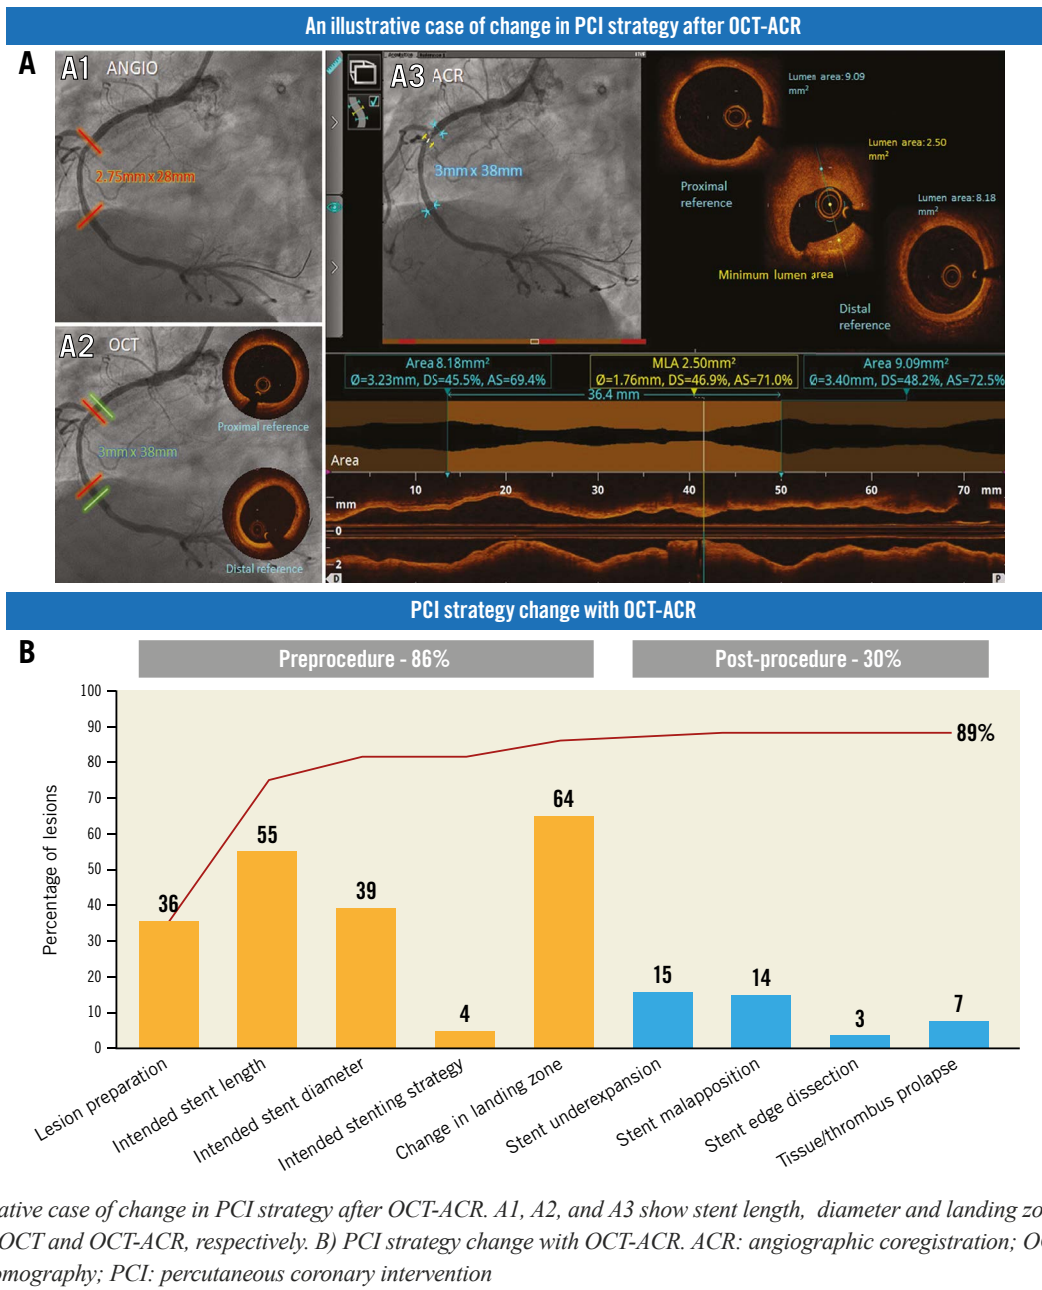 An illustrative case of change in PCI strategy after OCT-ACR
A
A1 ANGIO
2.75mm x 28mm
A2 OCT
Proximal reference
3mm x 38mm
Distal reference
A3 ACR
3mm x 38mm
Lumen area: 9.09
mm²
Proximal
reference
Lumen area: 2.50
mm²
Minimum lumen area
Lumen area: 8.18
mm²
Distal
reference
Area 8.18mm²
Ø=3.23mm, DS=45.5%, AS=69.4%
MLA 2.50mm²
Ø=1.76mm, DS=46.9%, AS=71.0%
Area 9.09mm²
Ø=3.40mm, DS=48.2%, AS=72.5%
36.4 mm
Area
10 20 30 40 50 60 70 mm
mm
0
2
D P
PCI strategy change with OCT-ACR
B
Preprocedure - 86%
Post-procedure - 30%
Percentage of lesions
100
90
80
70
60
50
40
30
20
10
0
36
55
39
4
64
15
14
3
7
89%
Lesion preparation
Intended stent length
Intended stent diameter
Intended stenting strategy
Change in landing zone
Stent underexpansion
Stent malapposition
Stent edge dissection
Tissue/thrombus prolapse
ative case of change in PCI strategy after OCT-ACR. A1, A2, and A3 show stent length, diameter and landing zo
OCT and OCT-ACR, respectively. B) PCI strategy change with OCT-ACR. ACR: angiographic coregistration; O
omography; PCI: percutaneous coronary intervention